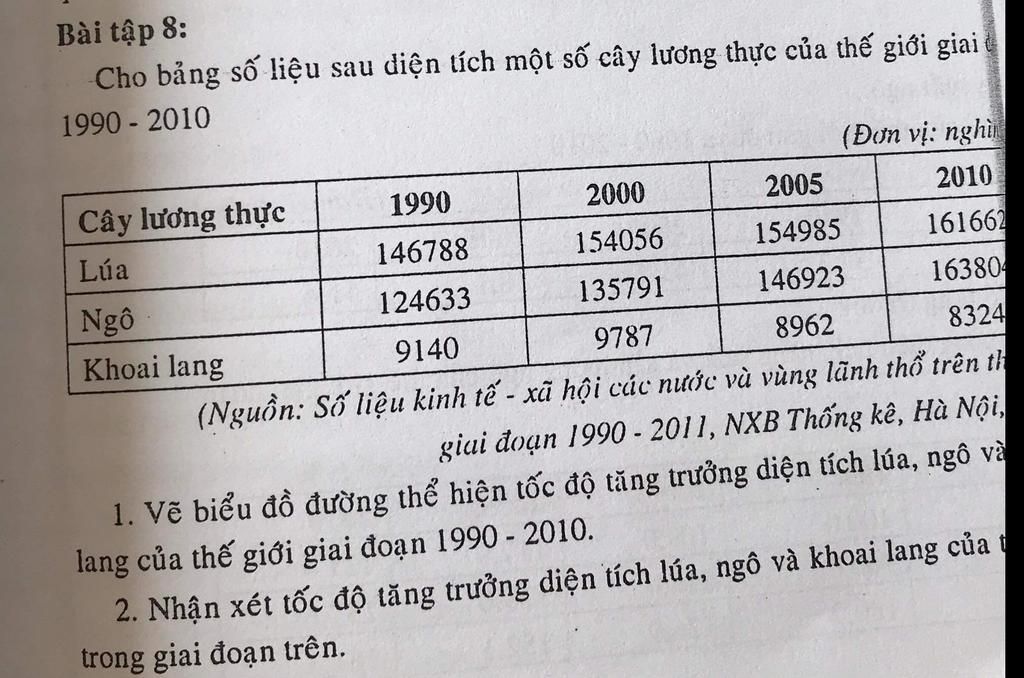 Bài tập 8:
Cho bảng số liệu sau diện tích một số cây lương thực của thế giới giai
1990 - 2010
(Đơn vị: nghìn
Cây lương thực 1990 2000 2005 2010
Lúa 146788 154056 154985 161662
Ngô 124633 135791 146923 163804
Khoai lang 9140 9787 8962 8324
(Nguồn: Số liệu kinh tế - xã hội các nước và vùng lãnh thổ trên
giai đoạn 1990 - 2011, NXB Thống kê, Hà Nội,
1. Vẽ biểu đồ đường thể hiện tốc độ tăng trưởng diện tích lúa, ngô và
lang của thế giới giai đoạn 1990 - 2010.
2. Nhận xét tốc độ tăng trưởng diện tích lúa, ngô và khoai lang của
trong giai đoạn trên.